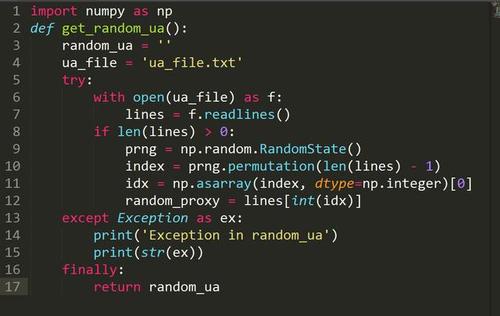 1 import numpy as np
2 def get_random_ua():
3     random_ua = ''
4     ua_file = 'ua_file.txt'
5     try:
6         with open(ua_file) as f:
7             lines = f.readlines()
8         if len(lines) > 0:
9             prng = np.random.RandomState()
10             index = prng.permutation(len(lines) - 1)
11             idx = np.asarray(index, dtype=np.integer)[0]
12             random_proxy = lines[int(idx)]
13     except Exception as ex:
14         print('Exception in random_ua')
15         print(str(ex))
16     finally:
17         return random_ua